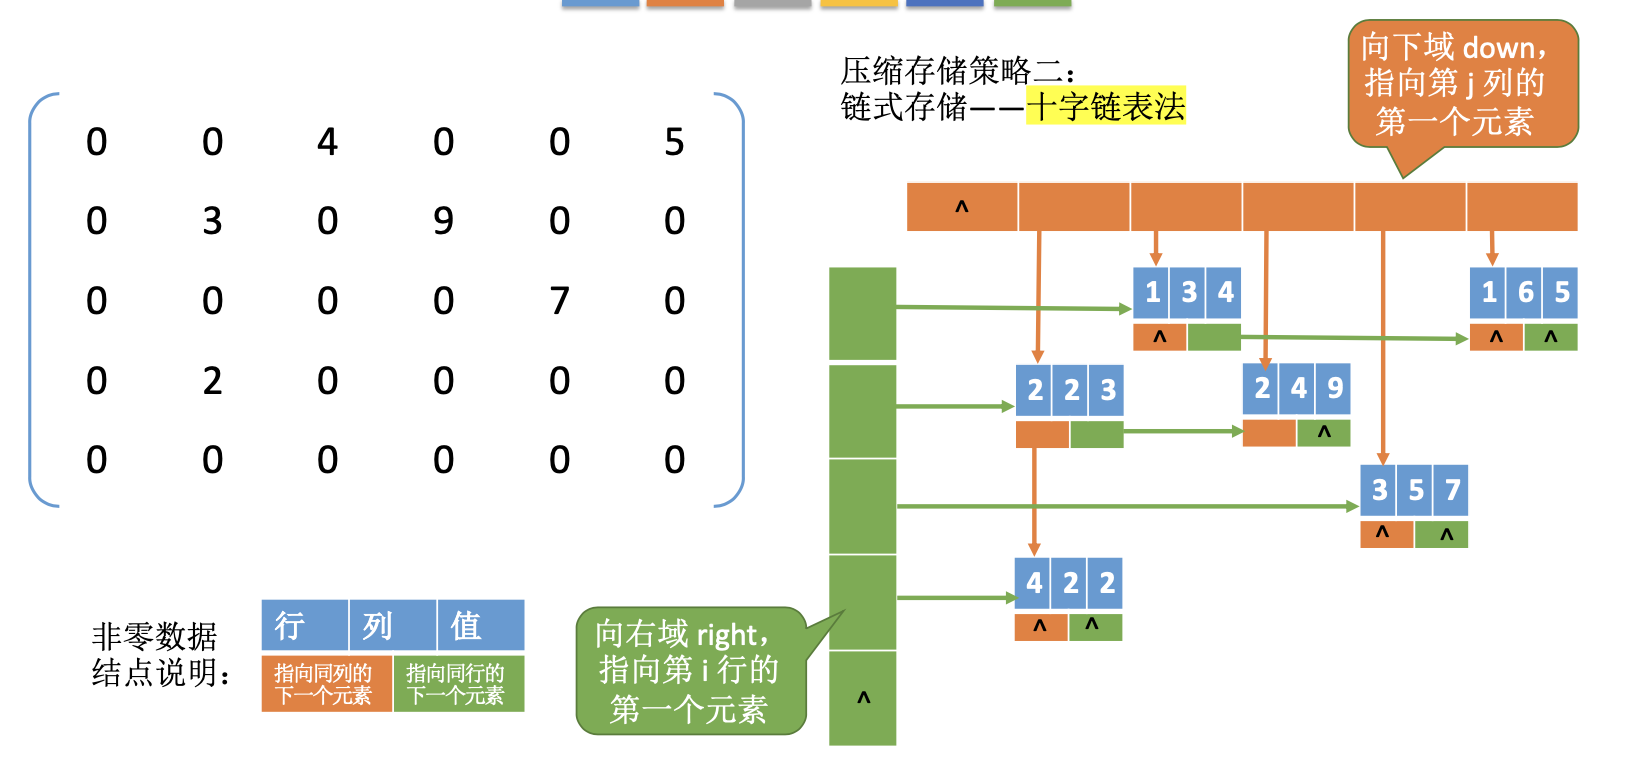 压缩存储策略二：
链式存储——十字链表法
向下域 down，
指向第 j 列的
第一个元素
0 0 4 0 0 5
0 3 0 9 0 0
0 0 0 0 7 0
0 2 0 0 0 0
0 0 0 0 0 0
^
1 3 4
^
1 6 5
^ ^
2 2 3
2 4 9
^
3 5 7
^ ^
4 2 2
^ ^
^
非零数据
结点说明：
行 列 值
指向同列的
下一个元素
指向同行的
下一个元素
向右域 right，
指向第 i 行的
第一个元素